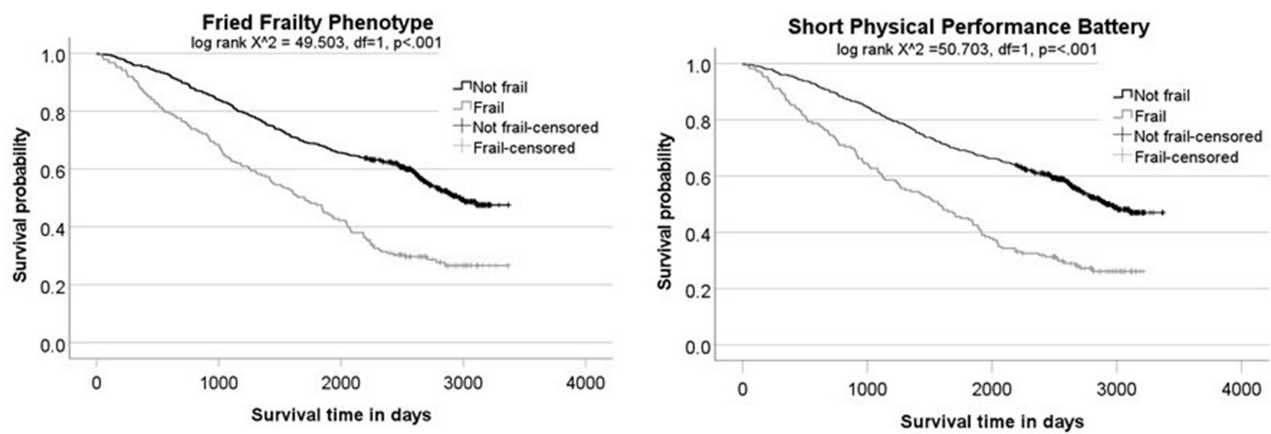 Fried Frailty Phenotype
log rank X^2 = 49.503, df=1, p<.001
1.0
0.8
0.6
0.4
0.2
0.0
Survival probability
Not frail
Frail
Not frail-censored
Frail-censored
0 1000 2000 3000 4000
Survival time in days
Short Physical Performance Battery
log rank X^2 =50.703, df=1, p=<.001
1.0
0.8
0.6
0.4
0.2
0.0
Survival probability
Not frail
Frail
Not frail-censored
Frail-censored
0 1000 2000 3000 4000
Survival time in days